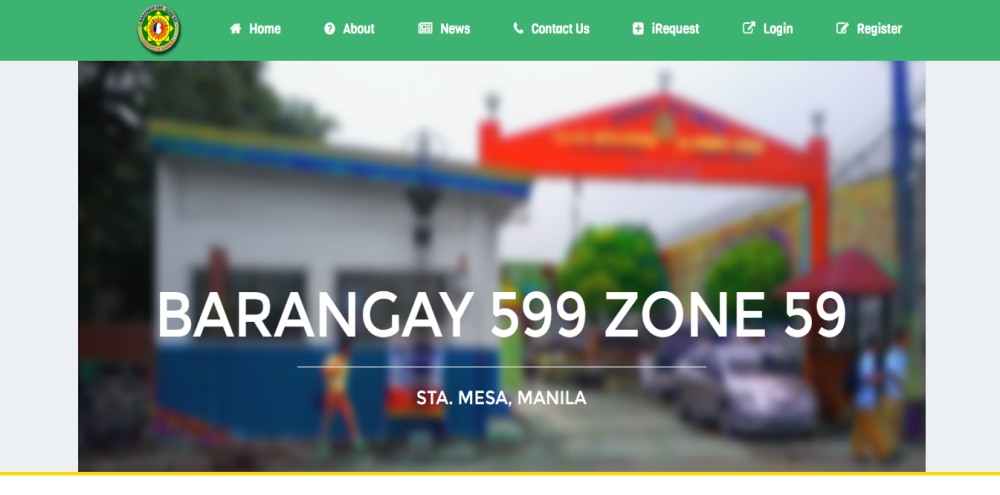 Home
About
News
Contact Us
iRequest
Login
Register
BARANGAY 599 ZONE 59
STA. MESA, MANILA